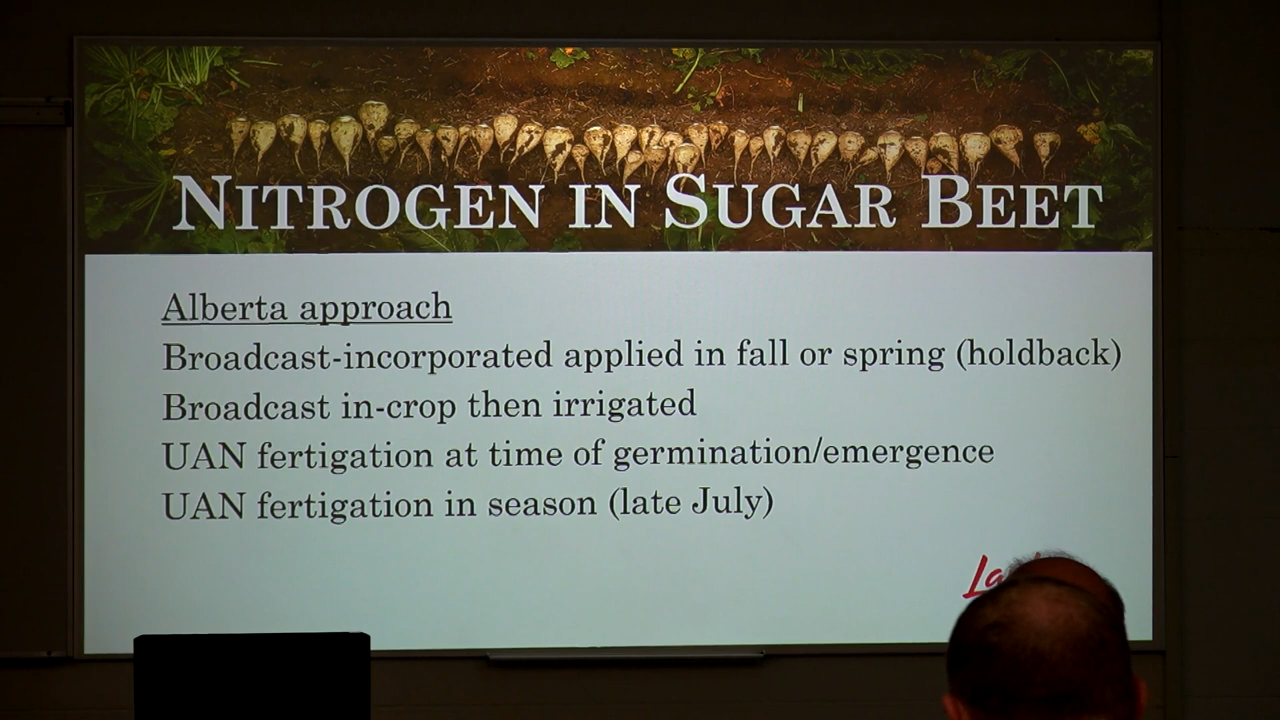 NITROGEN IN SUGAR BEET
Alberta approach
Broadcast-incorporated applied in fall or spring (holdback)
Broadcast in-crop then irrigated
UAN fertigation at time of germination/emergence
UAN fertigation in season (late July)